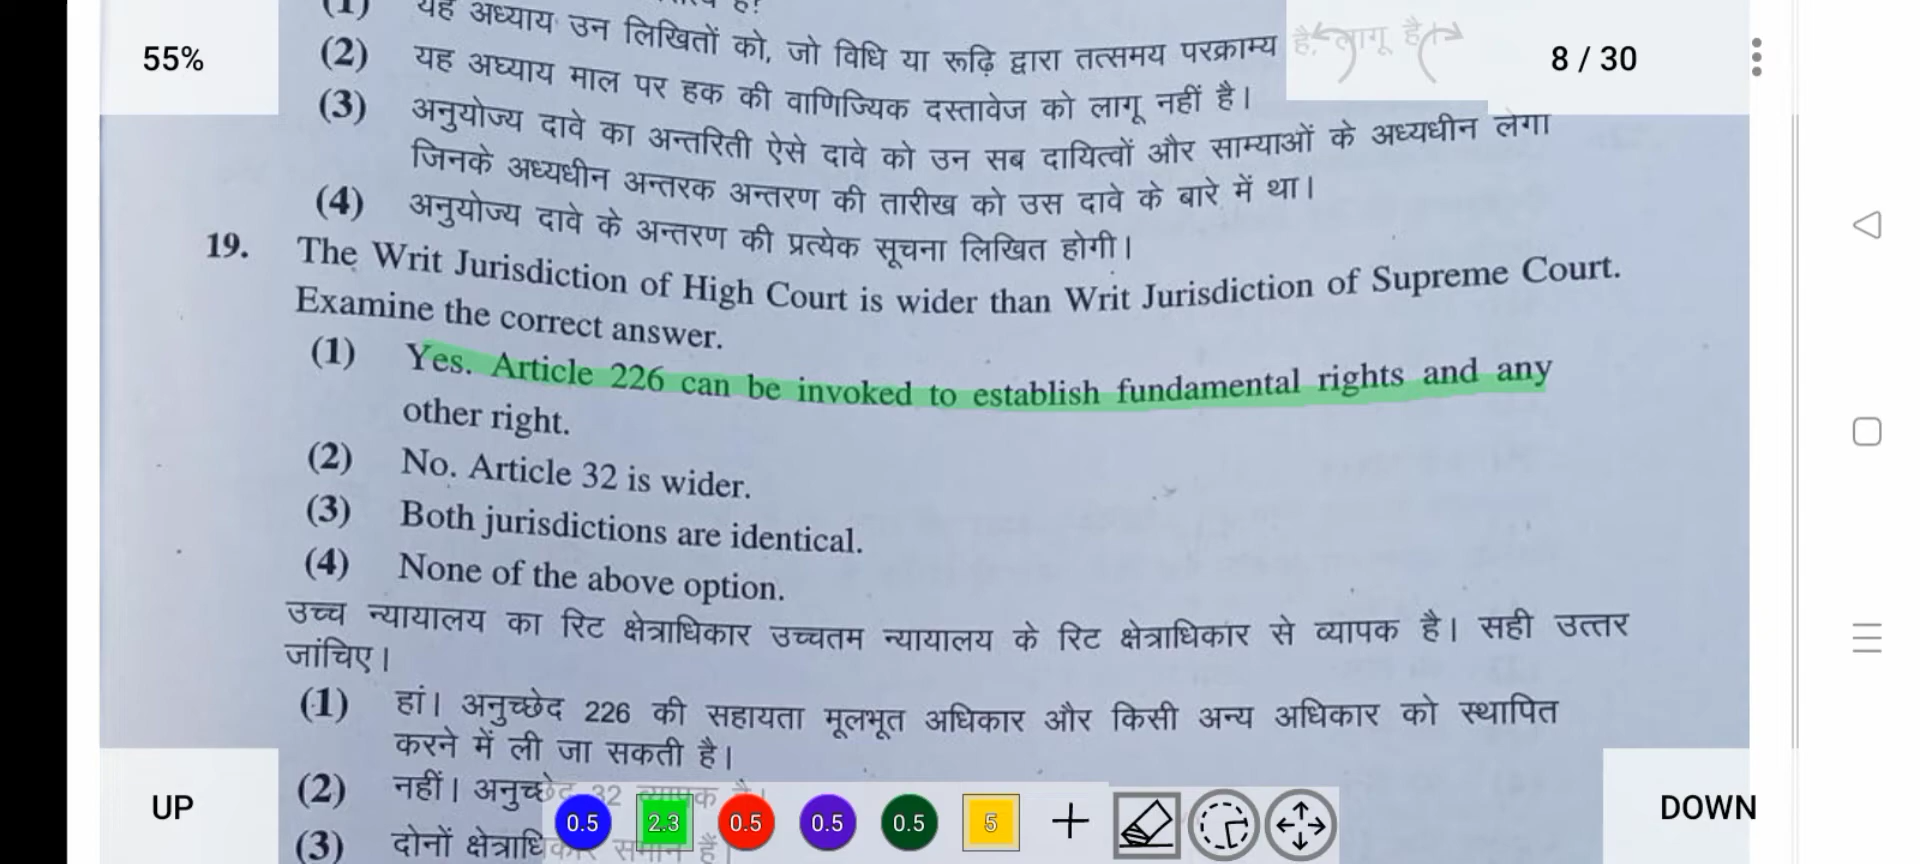 (1) यह अध्याय उन लिखितों को, जो विधि या रूढ़ि द्वारा तत्समय परक्राम्य है, लागू है।
(2) यह अध्याय माल पर हक की वाणिज्यिक दस्तावेज को लागू नहीं है।
(3) अनुयोज्य दावे का अन्तरिती ऐसे दावे को उन सब दायित्वों और साम्याओं के अध्यधीन लेगा
जिनके अध्यधीन अन्तरक अन्तरण की तारीख को उस दावे के बारे में था।
(4) अनुयोज्य दावे के अन्तरण की प्रत्येक सूचना लिखित होगी।
55%
8 / 30
19. The Writ Jurisdiction of High Court is wider than Writ Jurisdiction of Supreme Court.
Examine the correct answer.
(1) Yes. Article 226 can be invoked to establish fundamental rights and any
other right.
(2) No. Article 32 is wider.
(3) Both jurisdictions are identical.
(4) None of the above option.
उच्च न्यायालय का रिट क्षेत्राधिकार उच्चतम न्यायालय के रिट क्षेत्राधिकार से व्यापक है। सही उत्तर
जांचिए।
(1) हां। अनुच्छेद 226 की सहायता मूलभूत अधिकार और किसी अन्य अधिकार को स्थापित
करने में ली जा सकती है।
(2) नहीं। अनुच्छेद 32 व्यापक है।
(3) दोनों क्षेत्राधिकार समान हैं।
UP
0.5 2.3 0.5 0.5 0.5 5 +
DOWN